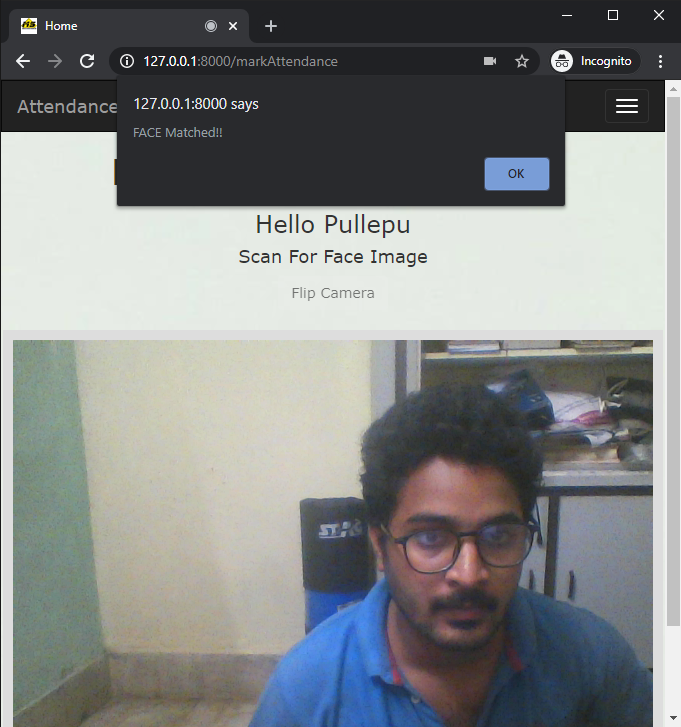 Home
127.0.0.1:8000/markAttendance
Incognito
127.0.0.1:8000 says
FACE Matched!!
OK
Attendance
Hello Pullepu
Scan For Face Image
Flip Camera